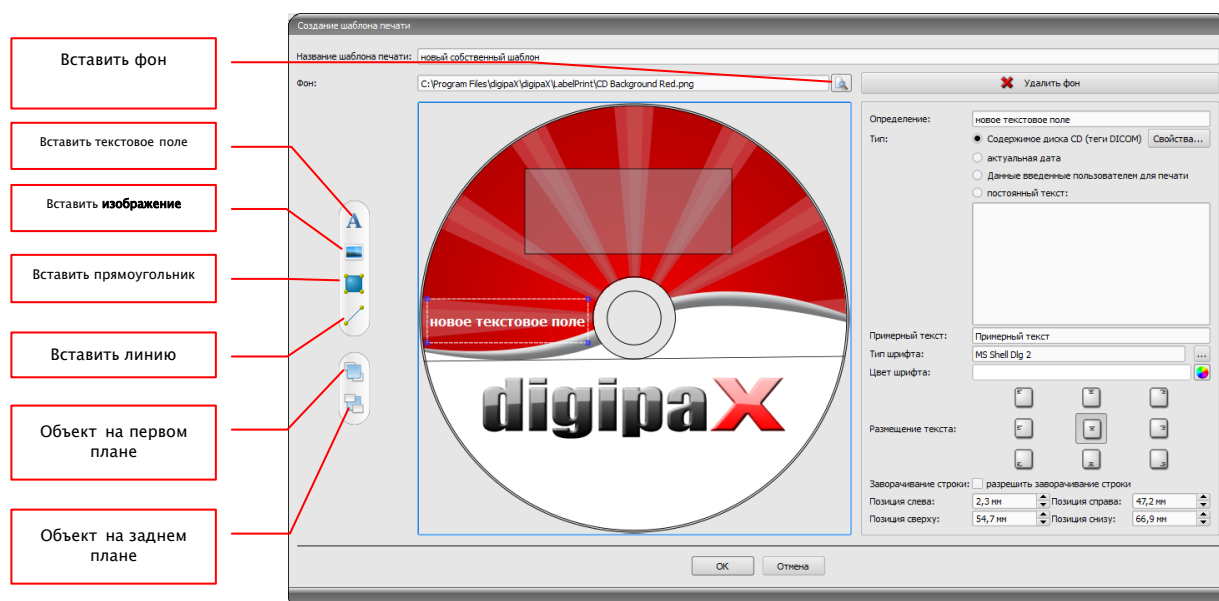 Создание шаблона печати
Название шаблона печати: новый собственный шаблон
Фон: C:\Program Files\digipaX\digipaX\LabelPrint\CD Background Red.png
Удалить фон
Вставить фон
Вставить текстовое поле
Вставить изображение
Вставить прямоугольник
Вставить линию
Объект на первом
плане
Объект на заднем
плане
A
новое текстовое поле
digipaX
Определение: новое текстовое поле
Тип: Содержимое диска CD (теги DICOM) Свойства...
актуальная дата
Данные введенные пользователем для печати
постоянный текст:
Примерный текст: Примерный текст
Тип шрифта: MS Shell Dlg 2 ...
Цвет шрифта:
Размещение текста:
Заворачивание строки: разрешить заворачивание строки
Позиция слева: 2,3 мм Позиция справа: 47,2 мм
Позиция сверху: 54,7 мм Позиция снизу: 66,9 мм
OK Отмена